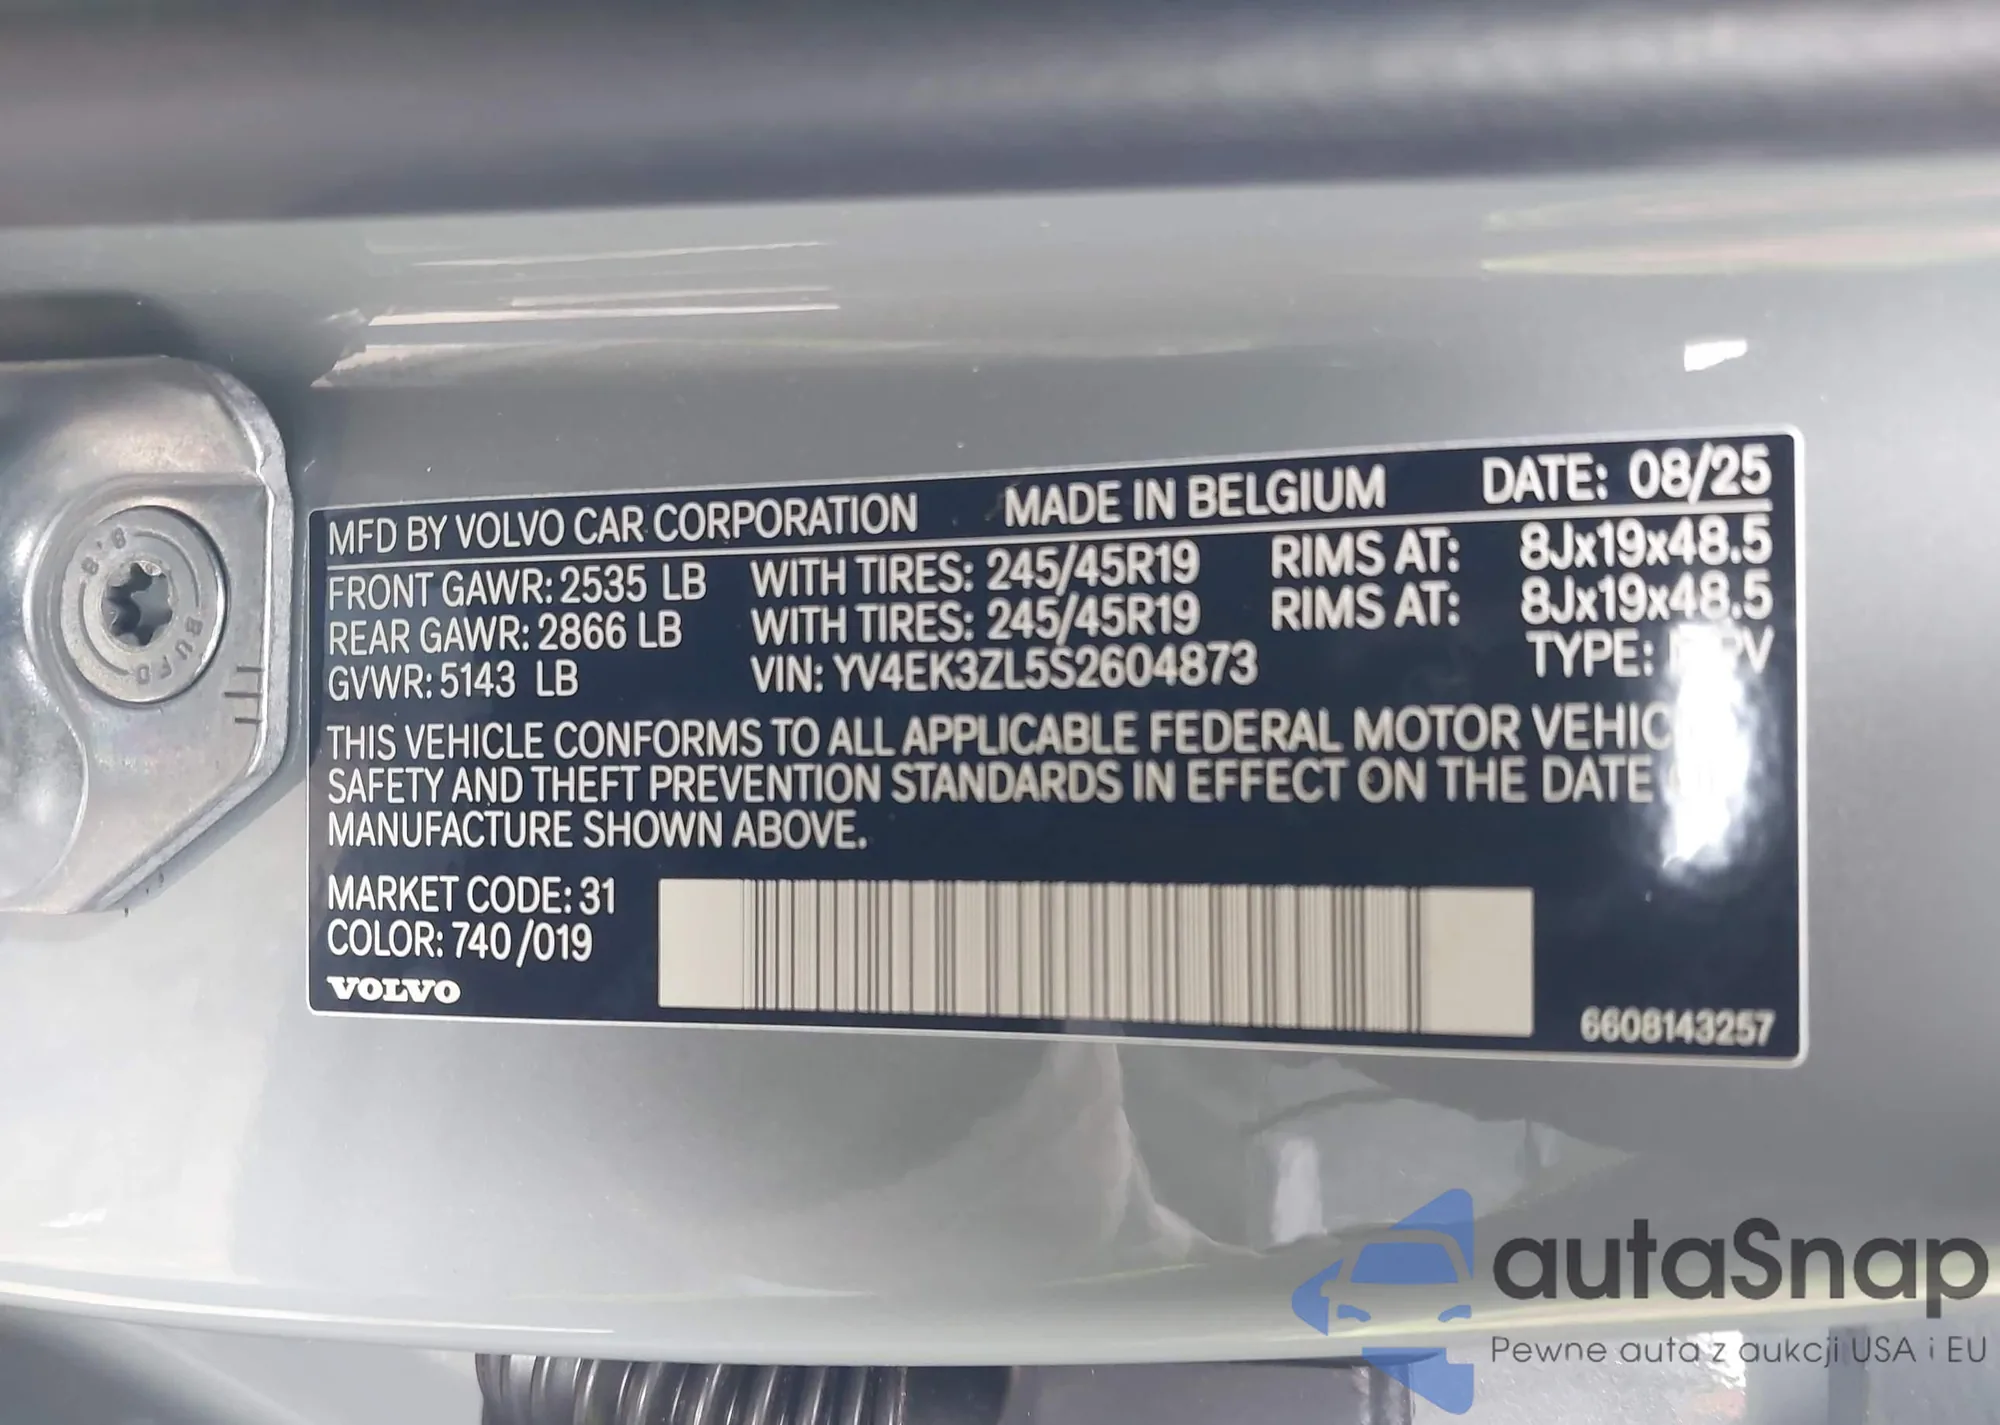 MFD BY VOLVO CAR CORPORATION MADE IN BELGIUM DATE: 08/25
FRONT GAWR: 2535 LB WITH TIRES: 245/45R19 RIMS AT: 8Jx19x48.5
REAR GAWR: 2866 LB WITH TIRES: 245/45R19 RIMS AT: 8Jx19x48.5
GVWR: 5143 LB VIN: YV4EK3ZL5S2604873 TYPE:
THIS VEHICLE CONFORMS TO ALL APPLICABLE FEDERAL MOTOR
SAFETY AND THEFT PREVENTION STANDARDS IN EFFECT ON THE DATE
MANUFACTURE SHOWN ABOVE.
MARKET CODE: 31
COLOR: 740/019
VOLVO
6608143257
8.8
BUFO
autaSnap
Pewne auta z aukcji USA i EU